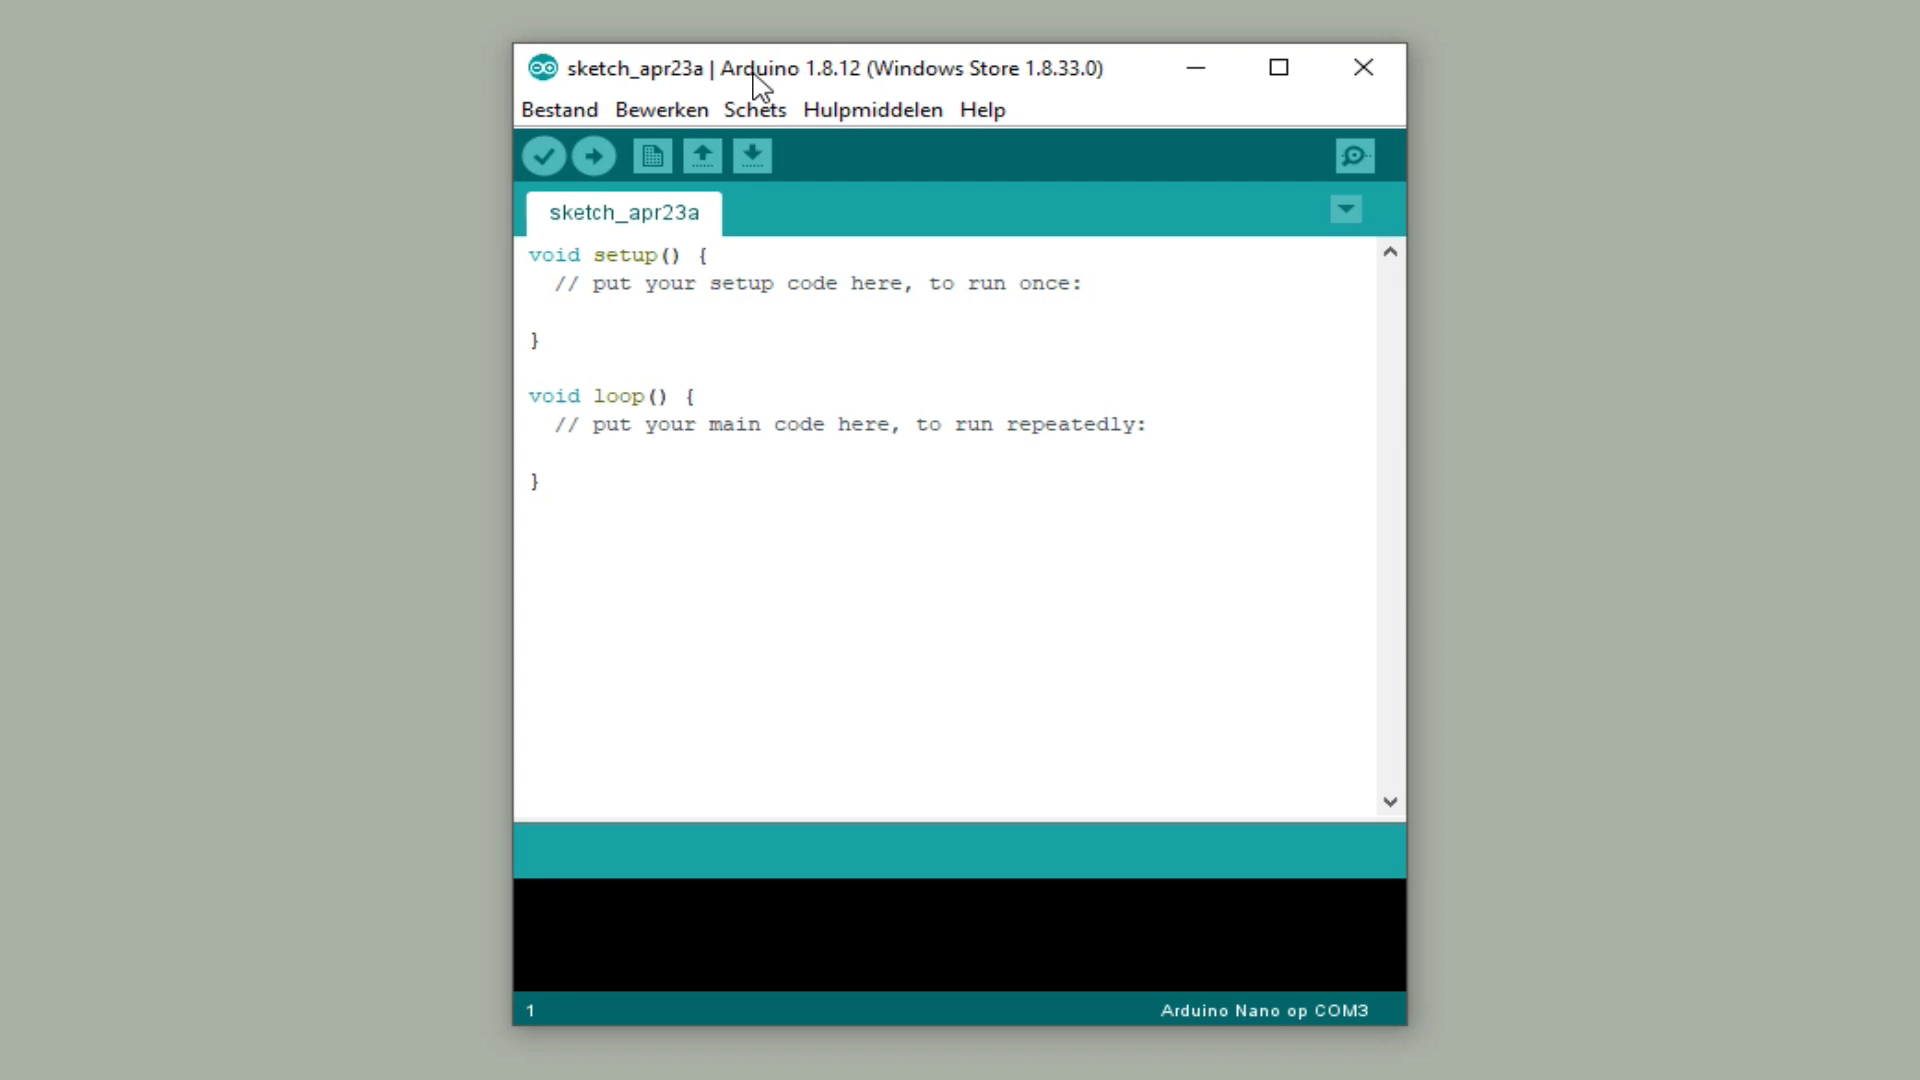 sketch_apr23a | Arduino 1.8.12 (Windows Store 1.8.33.0)
Bestand Bewerken Schets Hulpmiddelen Help
sketch_apr23a
void setup() {
  // put your setup code here, to run once:
}
void loop() {
  // put your main code here, to run repeatedly:
}
1 Arduino Nano op COM3